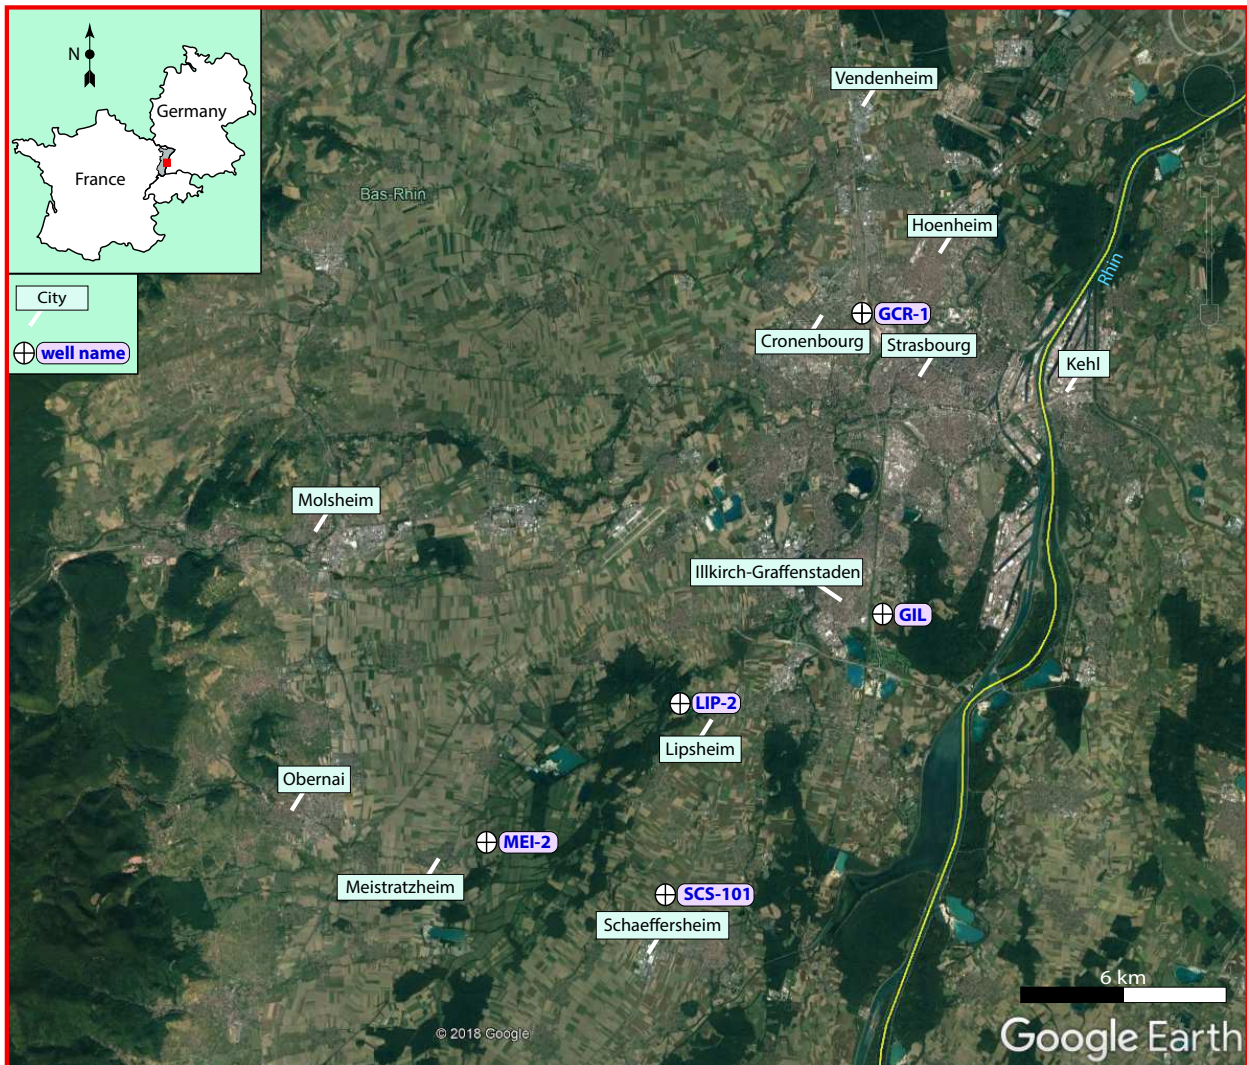 N
Germany
France
City
well name
Bas-Rhin
Vendenheim
Hoenheim
Rhin
GCR-1
Cronenbourg
Strasbourg
Kehl
Molsheim
Illkirch-Graffenstaden
GIL
LIP-2
Lipsheim
Obernai
MEI-2
Meistratzheim
SCS-101
Schaeffersheim
6 km
© 2018 Google
Google Earth